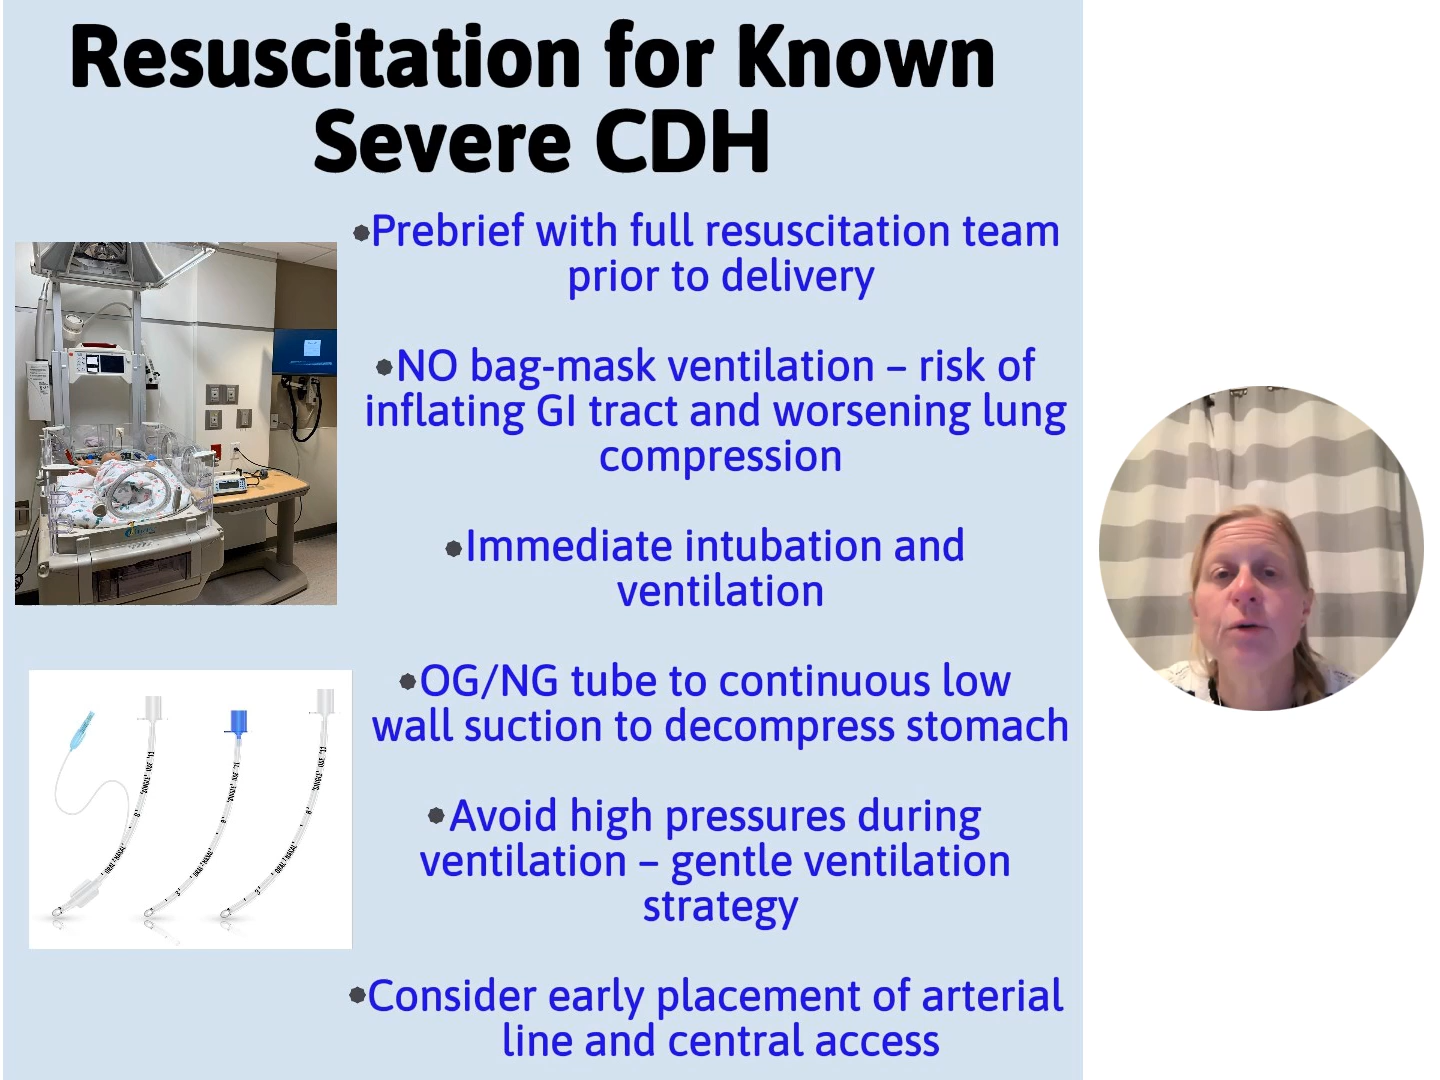 Resuscitation for Known
Severe CDH
•Prebrief with full resuscitation team
prior to delivery
•NO bag-mask ventilation – risk of
inflating GI tract and worsening lung
compression
•Immediate intubation and
ventilation
•OG/NG tube to continuous low
wall suction to decompress stomach
•Avoid high pressures during
ventilation – gentle ventilation
strategy
•Consider early placement of arterial
line and central access